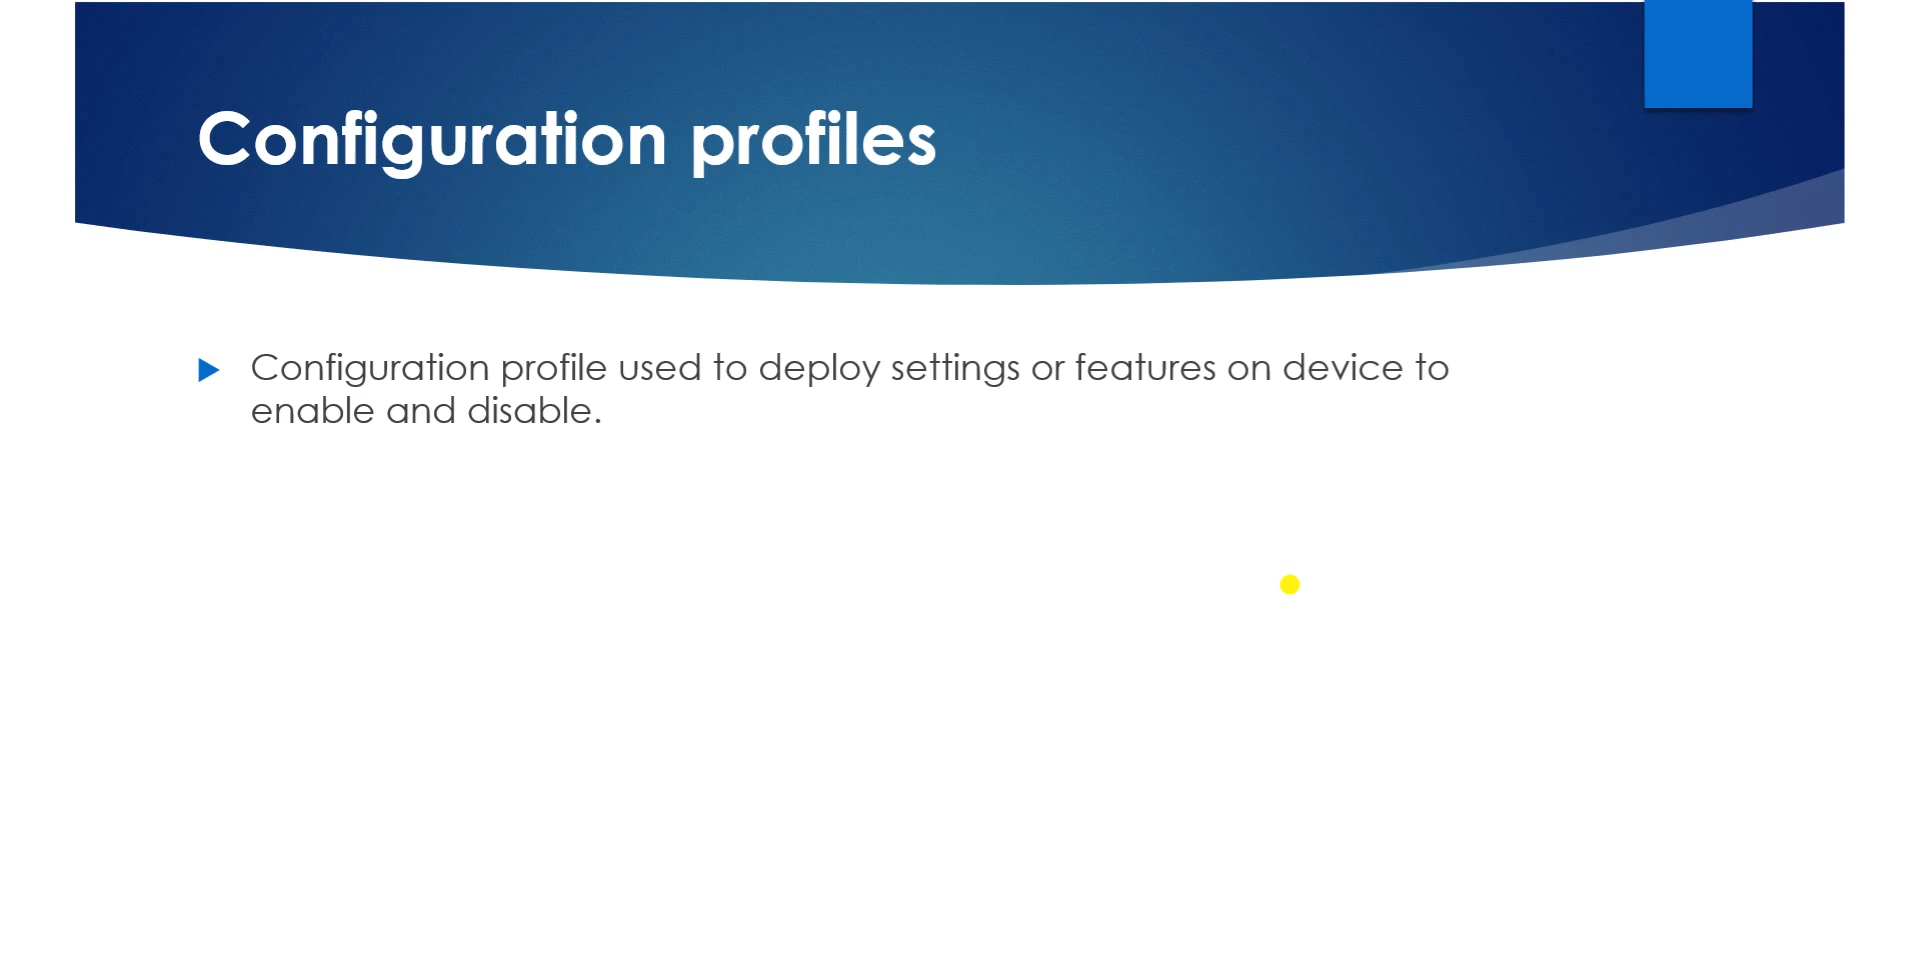 Configuration profiles
Configuration profile used to deploy settings or features on device to
enable and disable.